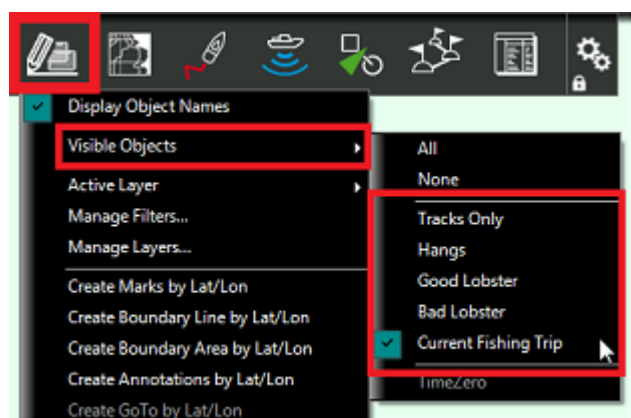 Display Object Names
Visible Objects
Active Layer
Manage Filters...
Manage Layers...
Create Marks by Lat/Lon
Create Boundary Line by Lat/Lon
Create Boundary Area by Lat/Lon
Create Annotations by Lat/Lon
Create GoTo by Lat/Lon
All
None
Tracks Only
Hangs
Good Lobster
Bad Lobster
Current Fishing Trip
TimeZero